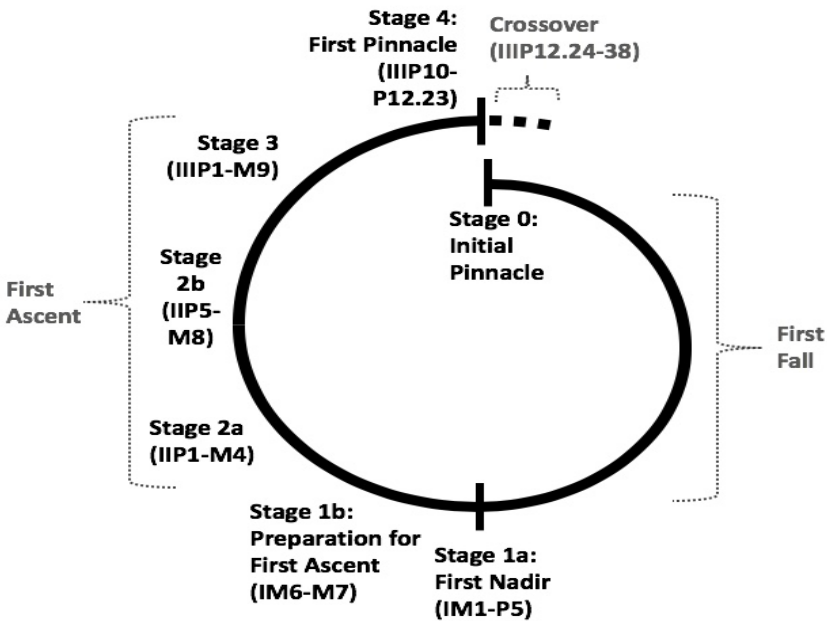 Stage 4:
First Pinnacle
(IIIP10-
P12.23)
Crossover
(IIIP12.24-38)
Stage 3
(IIIP1-M9)
Stage 0:
Initial
Pinnacle
Stage
2b
(IIP5-
M8)
First
Ascent
First
Fall
Stage 2a
(IIP1-M4)
Stage 1b:
Preparation for
First Ascent
(IM6-M7)
Stage 1a:
First Nadir
(IM1-P5)